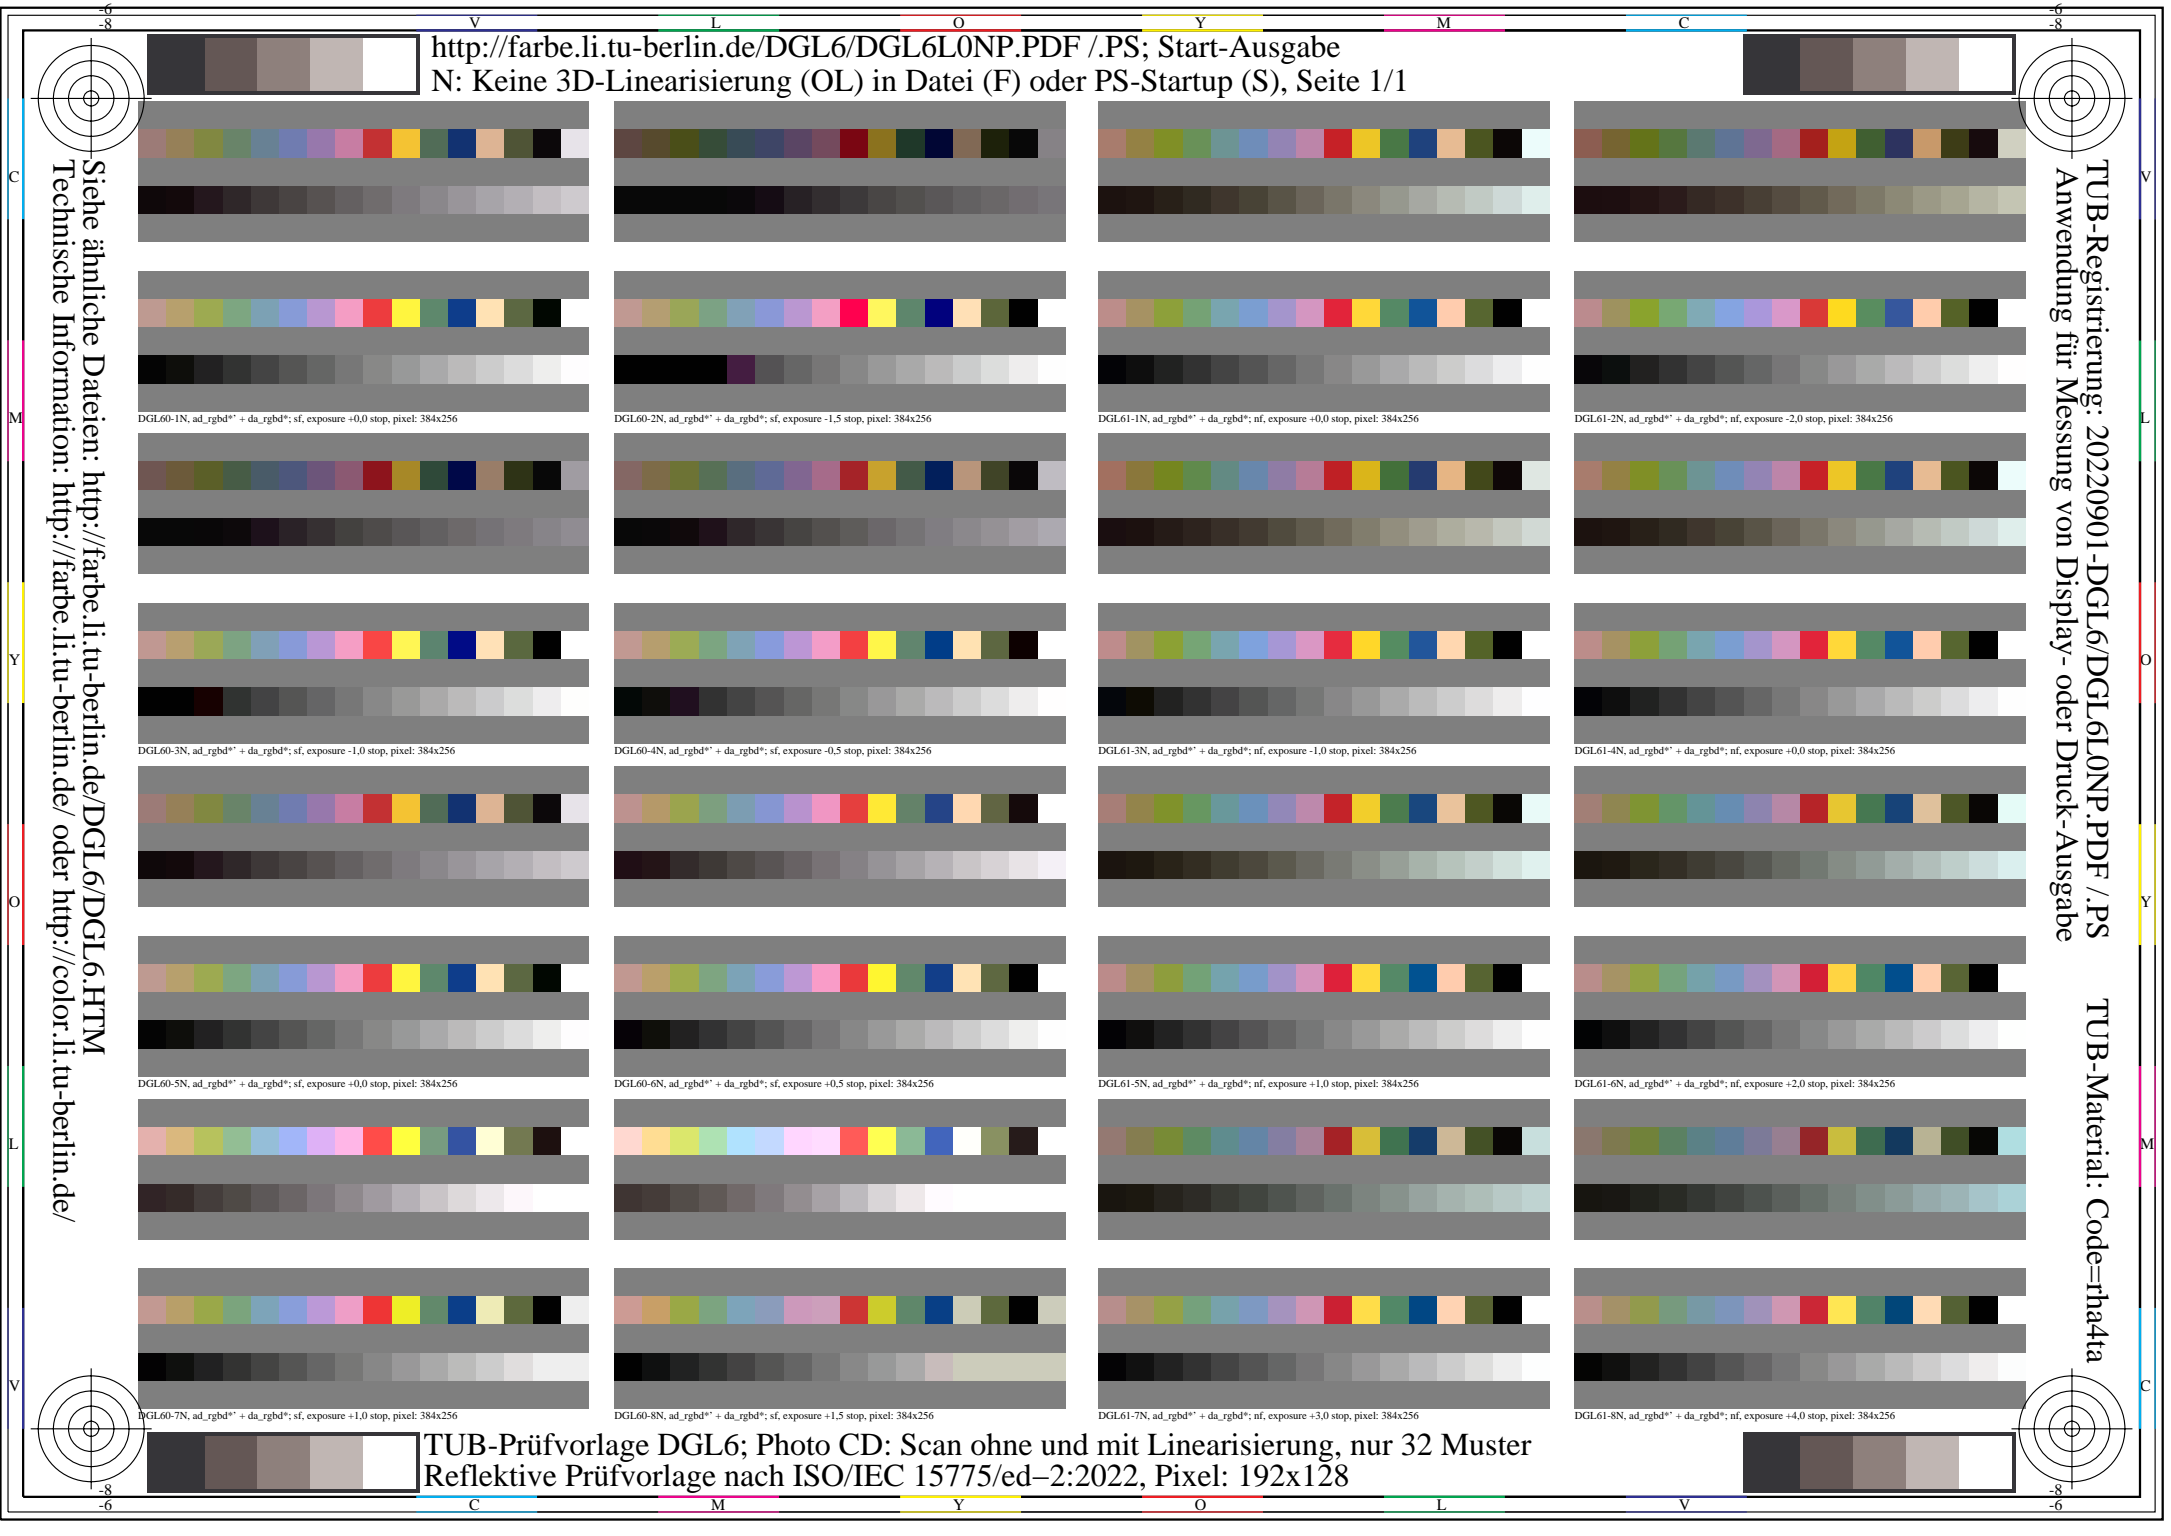 -6
-8
V
L
O
Y
M
C
-6
-8
http://farbe.li.tu-berlin.de/DGL6/DGL6L0NP.PDF /.PS; Start-Ausgabe
N: Keine 3D-Linearisierung (OL) in Datei (F) oder PS-Startup (S), Seite 1/1
Siehe ähnliche Dateien: http://farbe.li.tu-berlin.de/DGL6/DGL6.HTM
Technische Information: http://farbe.li.tu-berlin.de/ oder http://color.li.tu-berlin.de/
TUB-Registrierung: 20220901-DGL6/DGL6L0NP.PDF /.PS
TUB-Material: Code=rha4ta
Anwendung für Messung von Display- oder Druck-Ausgabe
C
M
Y
O
L
V
V
L
O
Y
M
C
DGL60-1N, ad_rgbd*' + da_rgbd*; sf, exposure +0,0 stop, pixel: 384x256
DGL60-2N, ad_rgbd*' + da_rgbd*; sf, exposure -1,5 stop, pixel: 384x256
DGL61-1N, ad_rgbd*' + da_rgbd*; nf, exposure +0,0 stop, pixel: 384x256
DGL61-2N, ad_rgbd*' + da_rgbd*; nf, exposure -2,0 stop, pixel: 384x256
DGL60-3N, ad_rgbd*' + da_rgbd*; sf, exposure -1,0 stop, pixel: 384x256
DGL60-4N, ad_rgbd*' + da_rgbd*; sf, exposure -0,5 stop, pixel: 384x256
DGL61-3N, ad_rgbd*' + da_rgbd*; nf, exposure -1,0 stop, pixel: 384x256
DGL61-4N, ad_rgbd*' + da_rgbd*; nf, exposure +0,0 stop, pixel: 384x256
DGL60-5N, ad_rgbd*' + da_rgbd*; sf, exposure +0,0 stop, pixel: 384x256
DGL60-6N, ad_rgbd*' + da_rgbd*; sf, exposure +0,5 stop, pixel: 384x256
DGL61-5N, ad_rgbd*' + da_rgbd*; nf, exposure +1,0 stop, pixel: 384x256
DGL61-6N, ad_rgbd*' + da_rgbd*; nf, exposure +2,0 stop, pixel: 384x256
DGL60-7N, ad_rgbd*' + da_rgbd*; sf, exposure +1,0 stop, pixel: 384x256
DGL60-8N, ad_rgbd*' + da_rgbd*; sf, exposure +1,5 stop, pixel: 384x256
DGL61-7N, ad_rgbd*' + da_rgbd*; nf, exposure +3,0 stop, pixel: 384x256
DGL61-8N, ad_rgbd*' + da_rgbd*; nf, exposure +4,0 stop, pixel: 384x256
TUB-Prüfvorlage DGL6; Photo CD: Scan ohne und mit Linearisierung, nur 32 Muster
Reflektive Prüfvorlage nach ISO/IEC 15775/ed–2:2022, Pixel: 192x128
-8
-6
C
M
Y
O
L
V
-8
-6